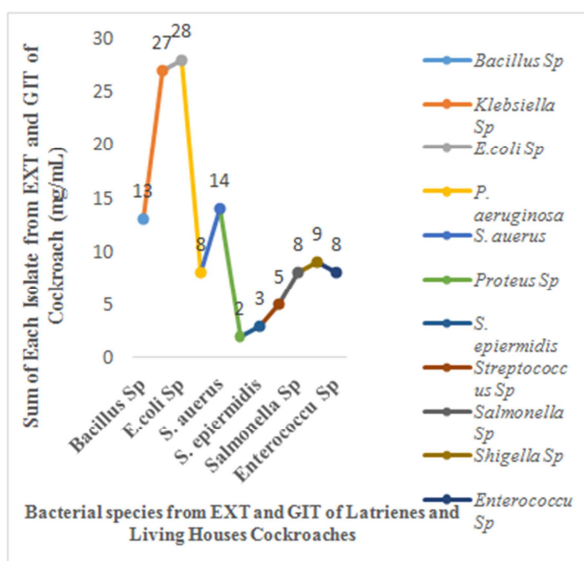 Sum of Each Isolate from EXT and GIT of
Cockroach (mg/mL)
30
25
20
15
10
5
0
13
27
28
8
14
2
3
5
8
9
8
Bacillus Sp
E.coli Sp
S. auerus
S. epiermidis
Salmonella Sp
Enterococcu Sp
Bacterial species from EXT and GIT of Latrienes and
Living Houses Cockroaches
Bacillus Sp
Klebsiella
Sp
E.coli Sp
P.
aeruginosa
S. auerus
Proteus Sp
S.
epiermidis
Streptococc
us Sp
Salmonella
Sp
Shigella Sp
Enterococcu
Sp